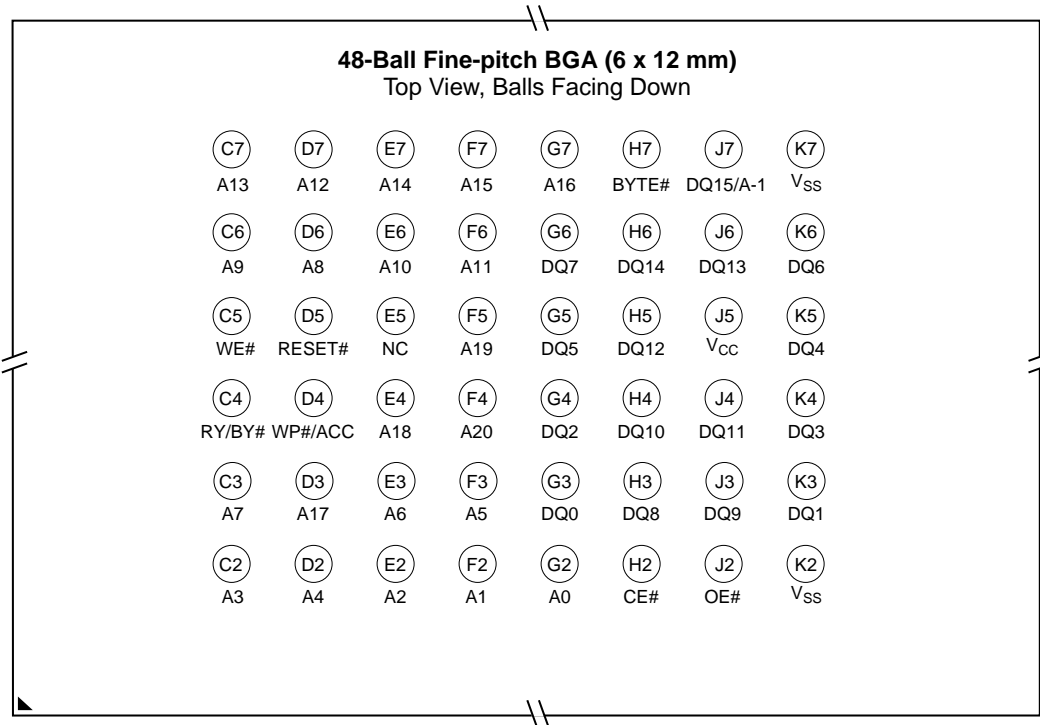 48-Ball Fine-pitch BGA (6 x 12 mm)
Top View, Balls Facing Down
C7 D7 E7 F7 G7 H7 J7 K7
A13 A12 A14 A15 A16 BYTE# DQ15/A-1 VSS
C6 D6 E6 F6 G6 H6 J6 K6
A9 A8 A10 A11 DQ7 DQ14 DQ13 DQ6
C5 D5 E5 F5 G5 H5 J5 K5
WE# RESET# NC A19 DQ5 DQ12 VCC DQ4
C4 D4 E4 F4 G4 H4 J4 K4
RY/BY# WP#/ACC A18 A20 DQ2 DQ10 DQ11 DQ3
C3 D3 E3 F3 G3 H3 J3 K3
A7 A17 A6 A5 DQ0 DQ8 DQ9 DQ1
C2 D2 E2 F2 G2 H2 J2 K2
A3 A4 A2 A1 A0 CE# OE# VSS